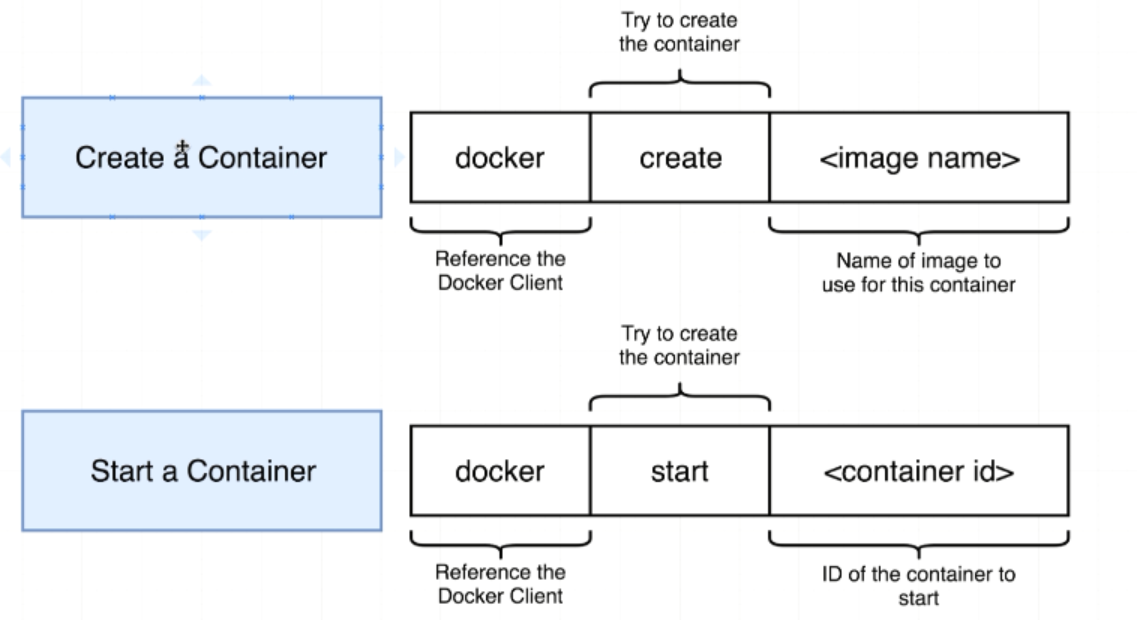 Try to create
the container
Create a Container
docker
create
<image name>
Reference the
Docker Client
Name of image to
use for this container
Try to create
the container
Start a Container
docker
start
<container id>
Reference the
Docker Client
ID of the container to
start